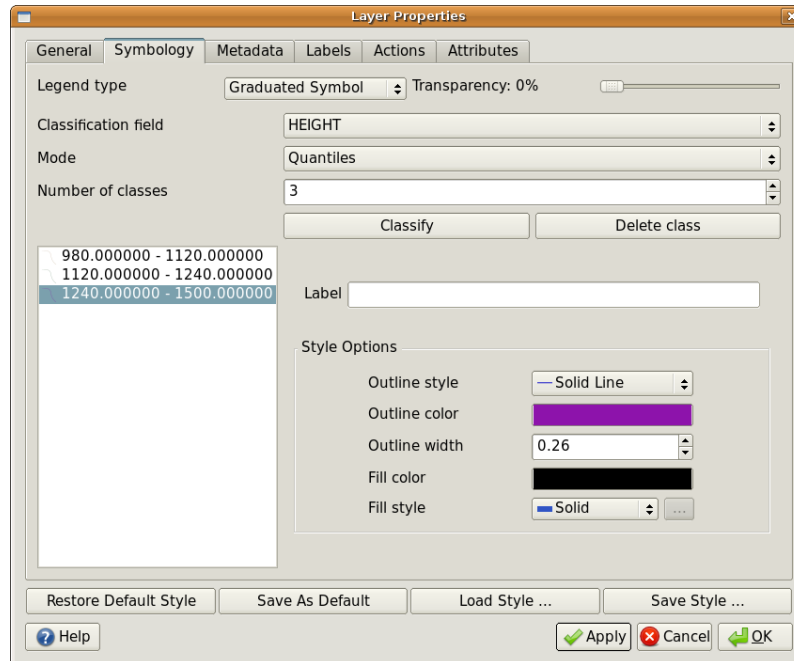 Layer Properties
General Symbology Metadata Labels Actions Attributes
Legend type Graduated Symbol Transparency: 0%
Classification field HEIGHT
Mode Quantiles
Number of classes 3
Classify Delete class
980.000000 - 1120.000000
1120.000000 - 1240.000000
1240.000000 - 1500.000000
Label
Style Options
Outline style Solid Line
Outline color
Outline width 0.26
Fill color
Fill style Solid ...
Restore Default Style Save As Default Load Style ... Save Style ...
Help Apply Cancel OK